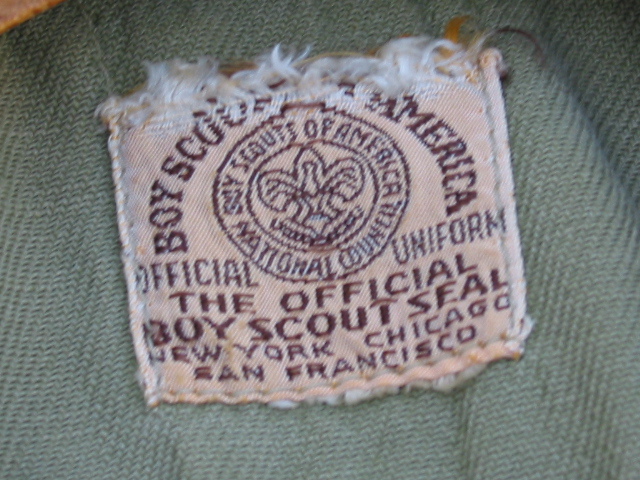 BOY SCOUTS OF AMERICA
BOY SCOUTS OF AMERICA
NATIONAL COUNCIL
OFFICIAL UNIFORM
THE OFFICIAL
BOY SCOUT SEAL
NEW YORK CHICAGO
SAN FRANCISCO